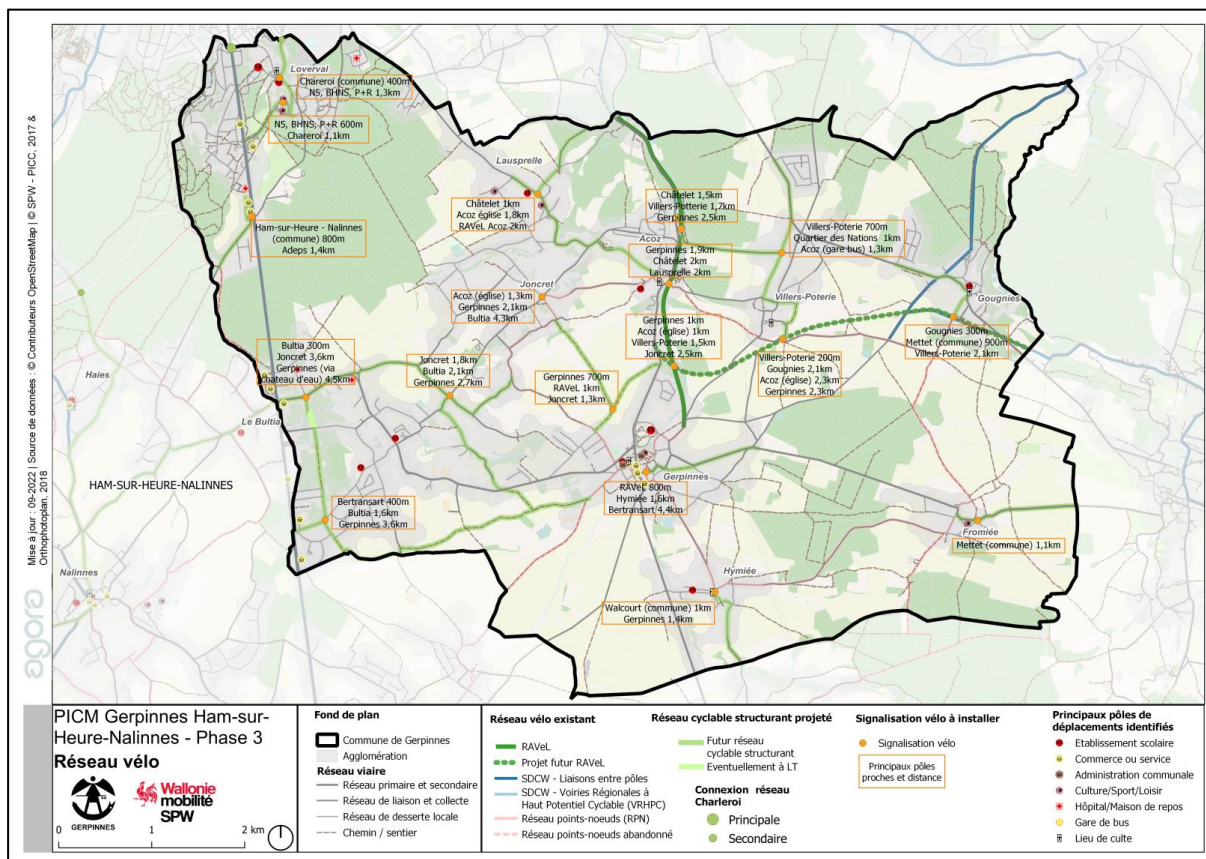 Loverval
Chareroi (commune) 400m
N5, BHNS, P+R 1,3km
N5, BHNS, P+R 600m
Chareroi 1,1km
Lausprelle
Châtelet 1km
Acoz église 1,8km
RAVeL Acoz 2km
Châtelet 1,5km
Villers-Potterie 1,7km
Gerpinnes 2,5km
Villers-Poterie 700m
Quartier des Nations 1km
Acoz (gare bus) 1,3km
Ham-sur-Heure - Nalinnes
(commune) 800m
Adeps 1,4km
Acoz
Gerpinnes 1,9km
Châtelet 2km
Lausprelle 2km
Joncret
Acoz (église) 1,3km
Gerpinnes 2,1km
Bultia 4,3km
Villers-Poterie
Gougnies
Gerpinnes 1km
Acoz (église) 1km
Villers-Poterie 1,5km
Joncret 2,5km
Gougnies 300m
Mettet (commune) 900m
Villers-Poterie 2,1km
Bultia 300m
Joncret 3,6km
Gerpinnes (via
chateau d'eau) 4,5km
Joncret 1,8km
Bultia 2,1km
Gerpinnes 2,7km
Gerpinnes 700m
RAVeL 1km
Joncret 1,3km
Villers-Poterie 200m
Gougnies 2,1km
Acoz (église) 2,3km
Gerpinnes 2,3km
Haies
Le Bultia
HAM-SUR-HEURE-NALINNES
Gerpinnes
RAVeL 800m
Hymiée 1,6km
Bertransart 4,4km
Bertransart 400m
Bultia 1,6km
Gerpinnes 3,6km
Fromiée
Mettet (commune) 1,1km
Nalinnes
Hymiée
Walcourt (commune) 1km
Gerpinnes 1,4km
Mise à jour : 09-2022 | Source de données : © Contributeurs OpenStreetMap | © SPW - PICC, 2017 &
Orthophotoplan, 2018
agora
PICM Gerpinnes Ham-sur-
Heure-Nalinnes - Phase 3
Réseau vélo
GERPINNES
Wallonie
mobilité
SPW
0 1 2 km
Fond de plan
Commune de Gerpinnes
Agglomération
Réseau viaire
Réseau primaire et secondaire
Réseau de liaison et collecte
Réseau de desserte locale
Chemin / sentier
Réseau vélo existant
RAVeL
Projet futur RAVeL
SDCW - Liaisons entre pôles
SDCW - Voiries Régionales à
Haut Potentiel Cyclable (VRHPC)
Réseau points-noeuds (RPN)
Réseau points-noeuds abandonné
Réseau cyclable structurant projeté
Futur réseau
cyclable structurant
Eventuellement à LT
Connexion réseau
Charleroi
Principale
Secondaire
Signalisation vélo à installer
Signalisation vélo
Principaux pôles
proches et distance
Principaux pôles de
déplacements identifiés
Etablissement scolaire
Commerce ou service
Administration communale
Culture/Sport/Loisir
Hôpital/Maison de repos
Gare de bus
Lieu de culte